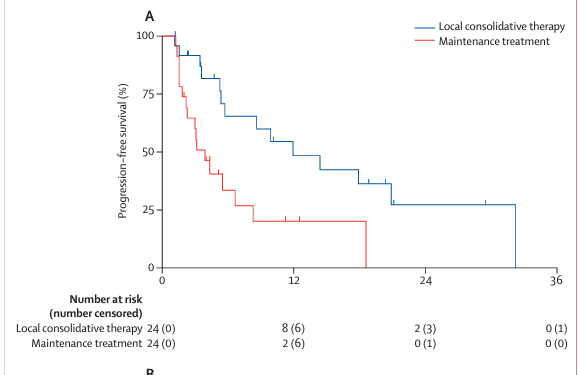 A
Local consolidative therapy
Maintenance treatment
Progression–free survival (%)
100
75
50
25
0
0 12 24 36
Number at risk
(number censored)
Local consolidative therapy 24 (0) 8 (6) 2 (3) 0 (1)
Maintenance treatment 24 (0) 2 (6) 0 (1) 0 (0)
B